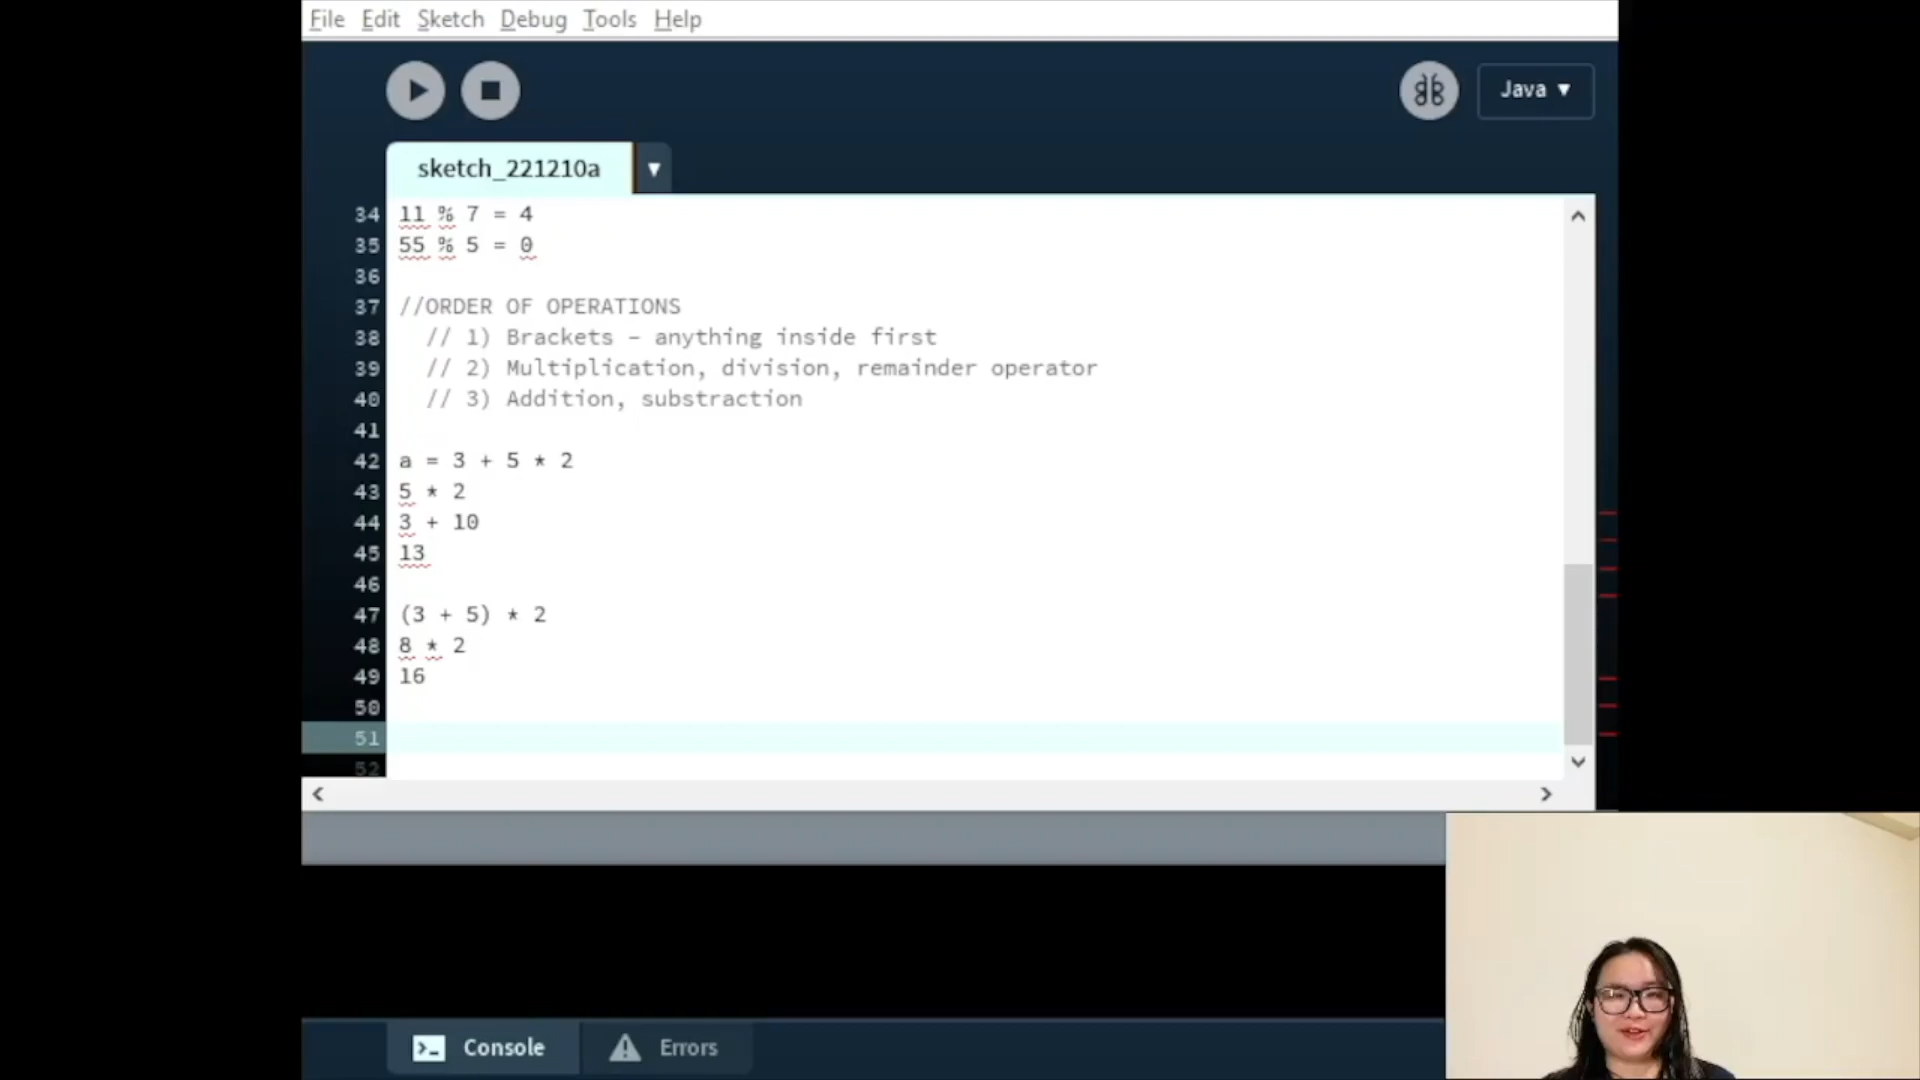 File Edit Sketch Debug Tools Help
Java ▼
sketch_221210a ▼
34 11 % 7 = 4
35 55 % 5 = 0
36
37 //ORDER OF OPERATIONS
38 // 1) Brackets – anything inside first
39 // 2) Multiplication, division, remainder operator
40 // 3) Addition, substraction
41
42 a = 3 + 5 * 2
43 5 * 2
44 3 + 10
45 13
46
47 (3 + 5) * 2
48 8 * 2
49 16
50
51
52
Console Errors